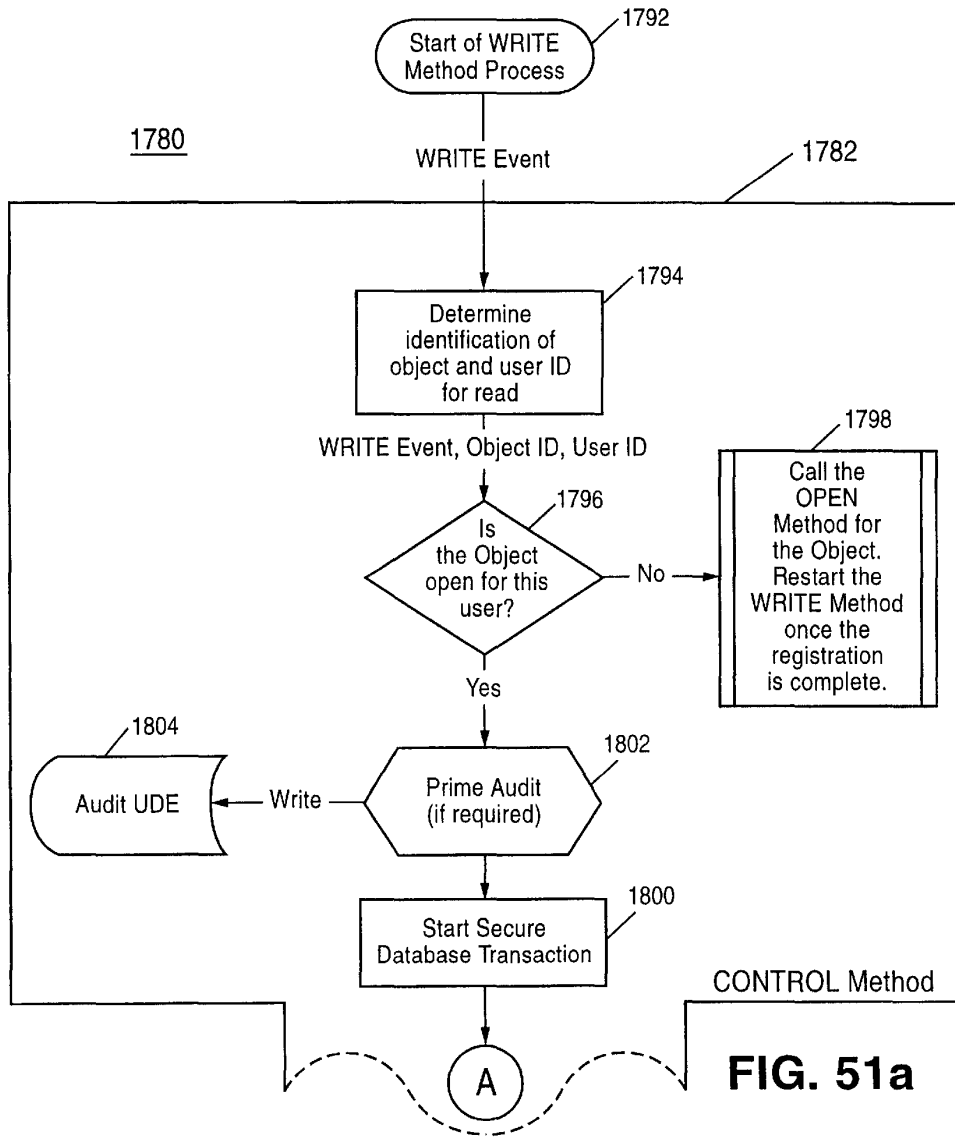 1792
Start of WRITE
Method Process
1780
WRITE Event
1782
1794
Determine
identification of
object and user ID
for read
WRITE Event, Object ID, User ID
1796
Is
the Object
open for this
user?
No
1798
Call the
OPEN
Method for
the Object.
Restart the
WRITE Method
once the
registration
is complete.
Yes
1804
Audit UDE
Write
1802
Prime Audit
(if required)
1800
Start Secure
Database Transaction
CONTROL Method
A
FIG. 51a